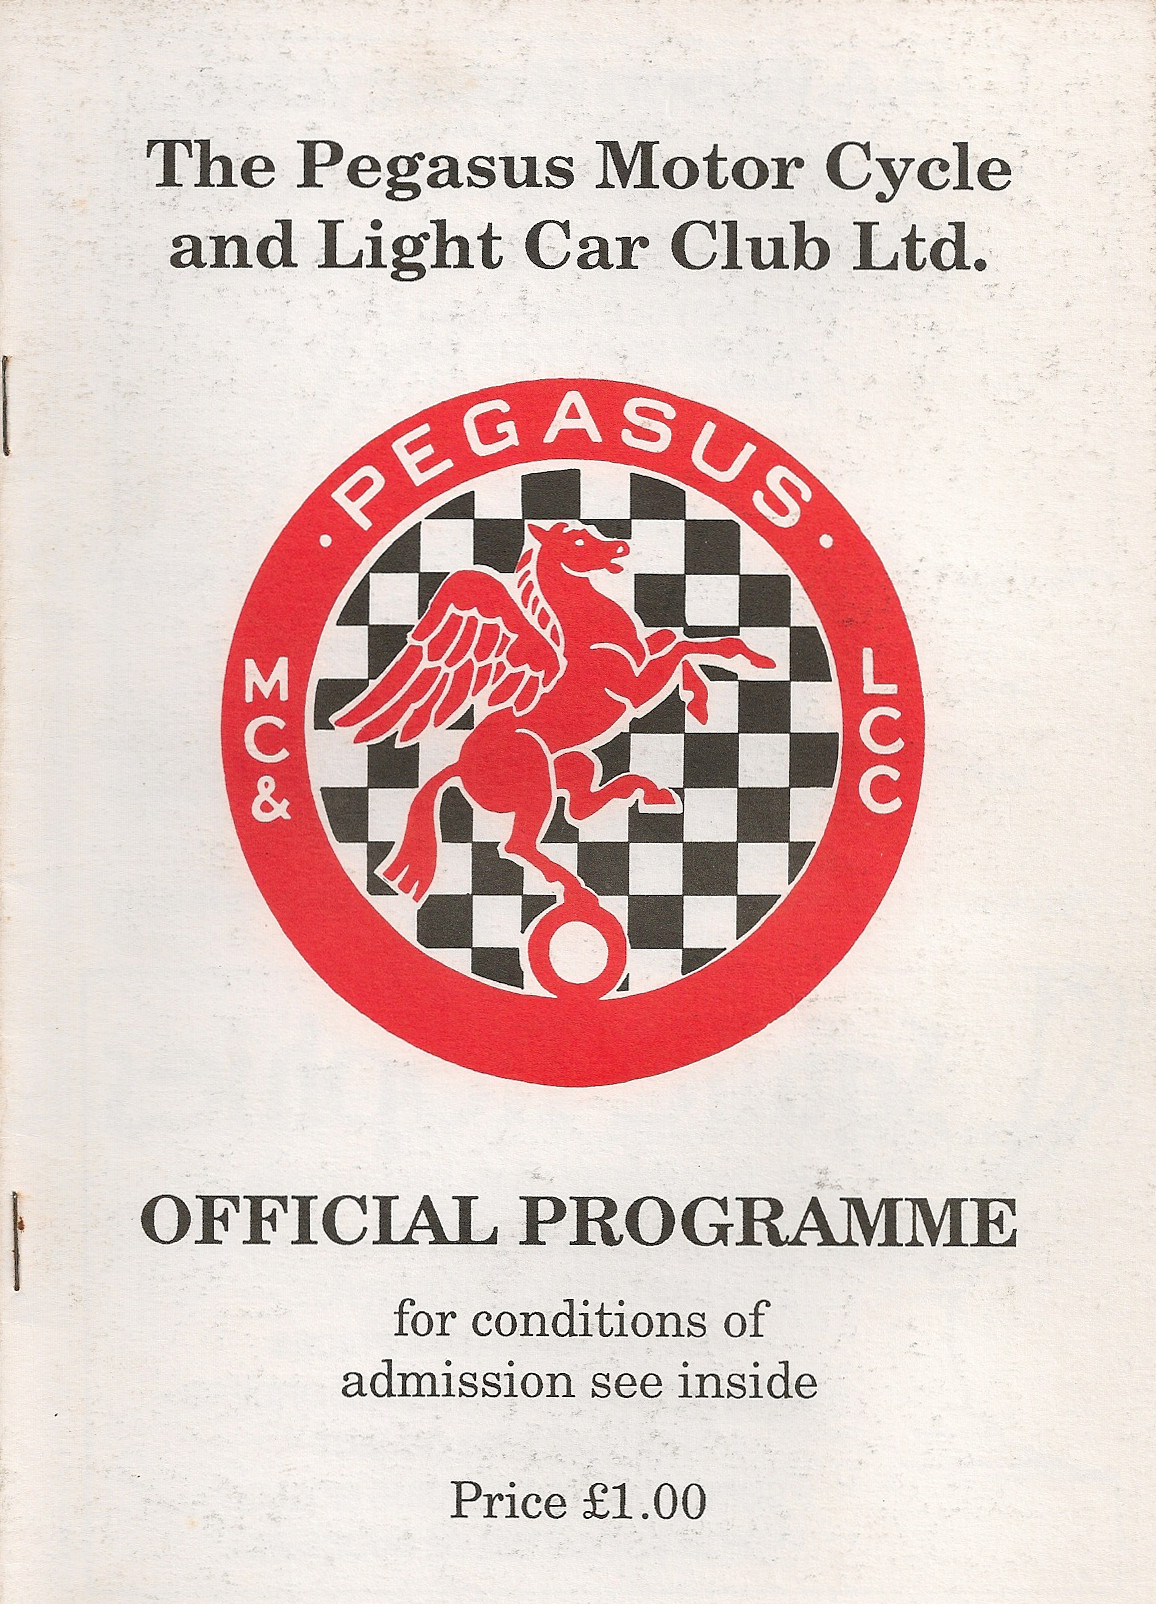 The Pegasus Motor Cycle
and Light Car Club Ltd.
· PEGASUS ·
MC&
LCC
OFFICIAL PROGRAMME
for conditions of
admission see inside
Price £1.00